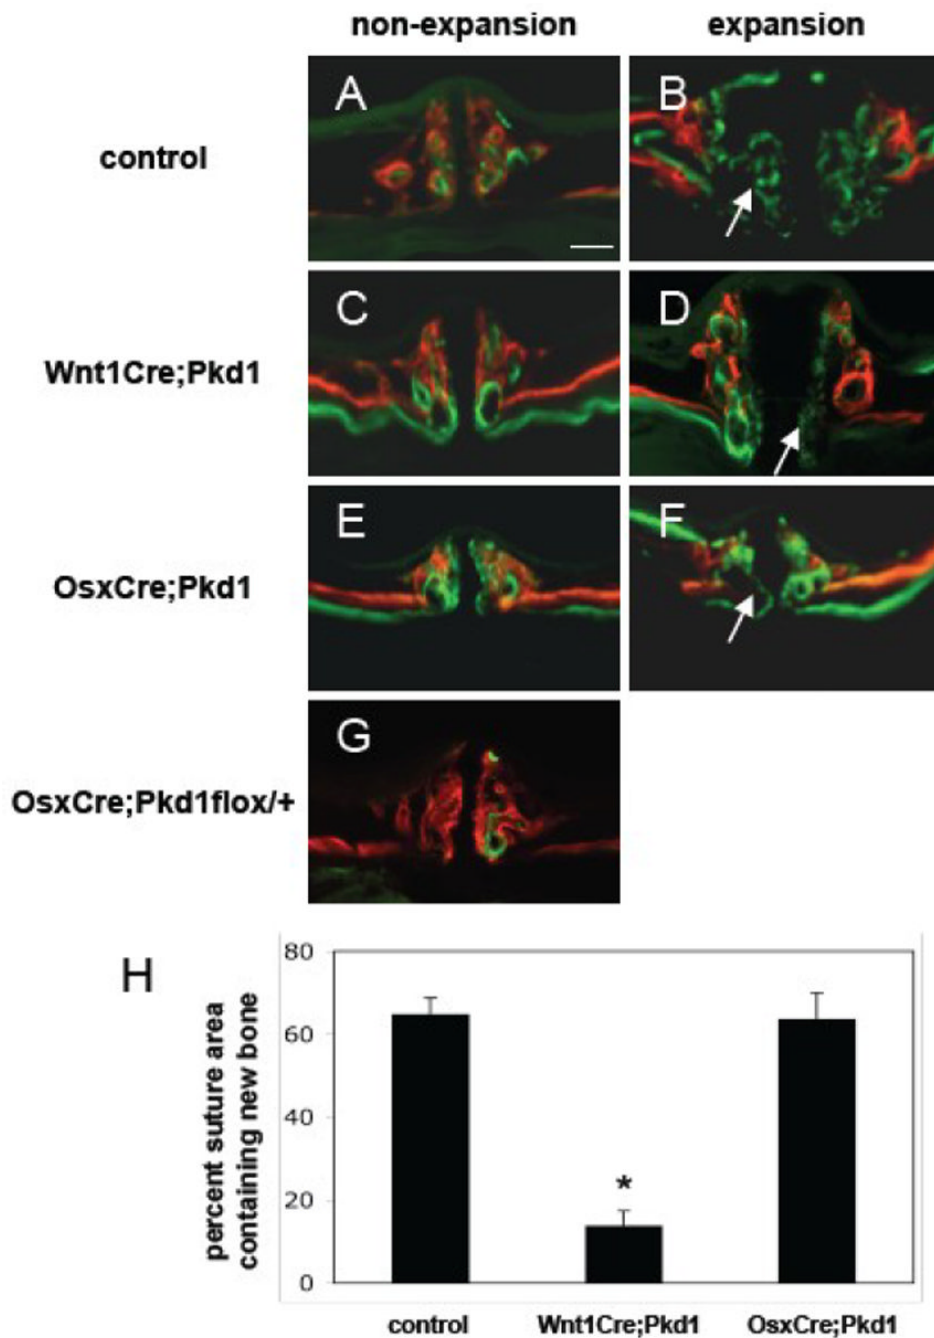 non-expansion expansion
A B
control
C D
Wnt1Cre;Pkd1
E F
OsxCre;Pkd1
G
OsxCre;Pkd1flox/+
H
percent suture area
containing new bone
80
60
40
20
0
*
control Wnt1Cre;Pkd1 OsxCre;Pkd1